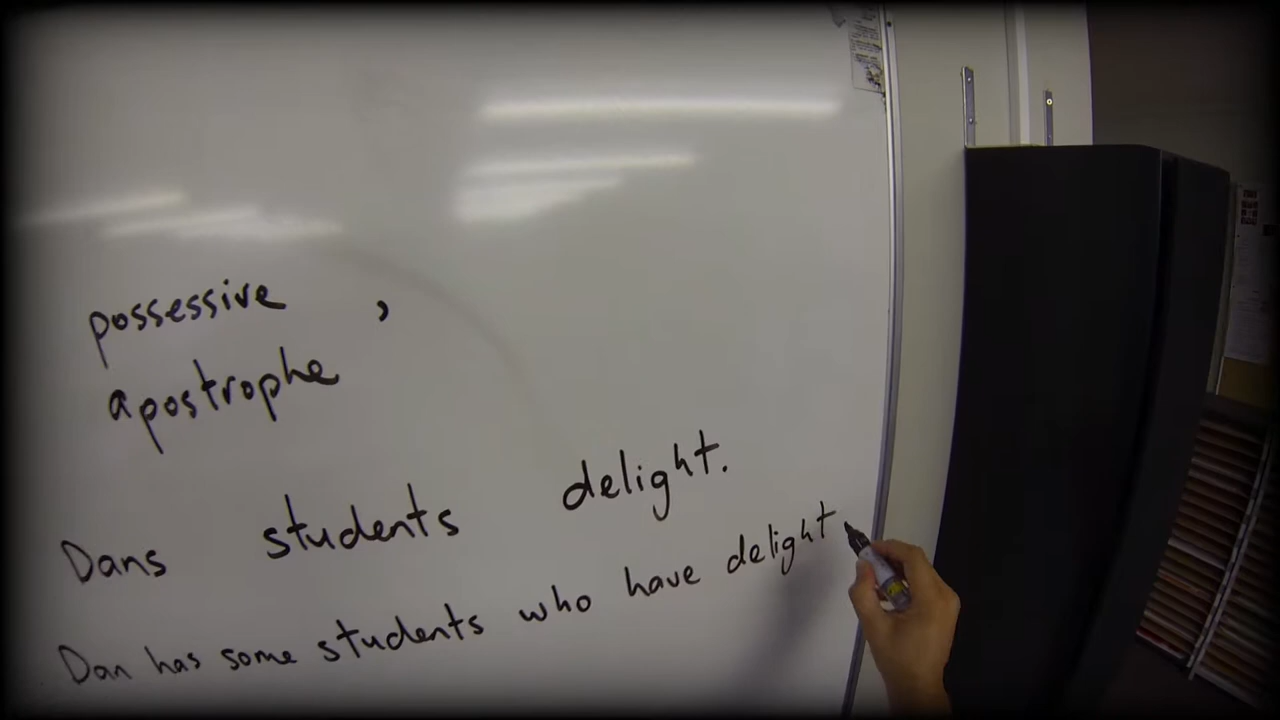 possessive ,
apostrophe
Dans students delight.
Dan has some students who have delight